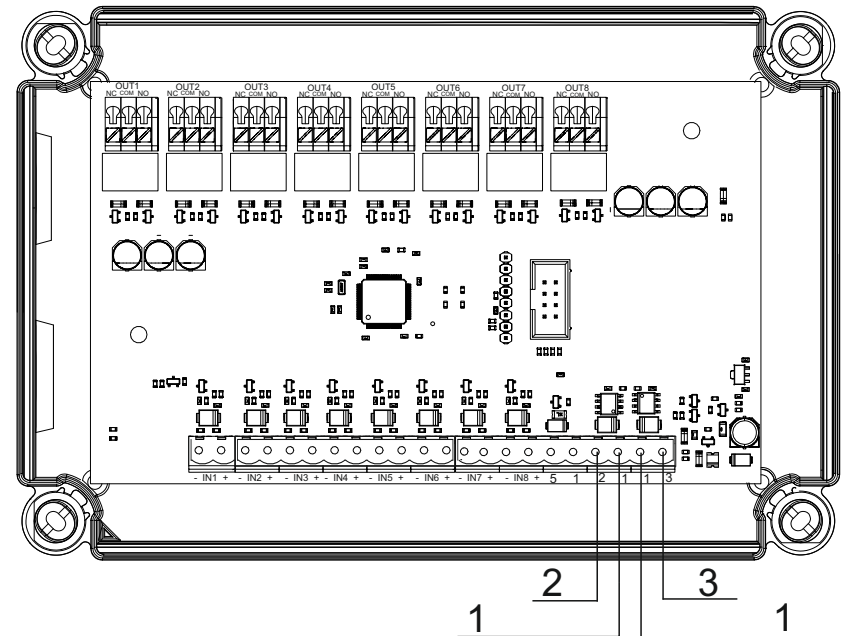 OUT1 OUT2 OUT3 OUT4 OUT5 OUT6 OUT7 OUT8
NC COM NO NC COM NO NC COM NO NC COM NO NC COM NO NC COM NO NC COM NO NC COM NO
- IN1 + - IN2 + - IN3 + - IN4 + - IN5 + - IN6 + - IN7 + - IN8 + 5 1 2 1 1 3
2 3
1 1